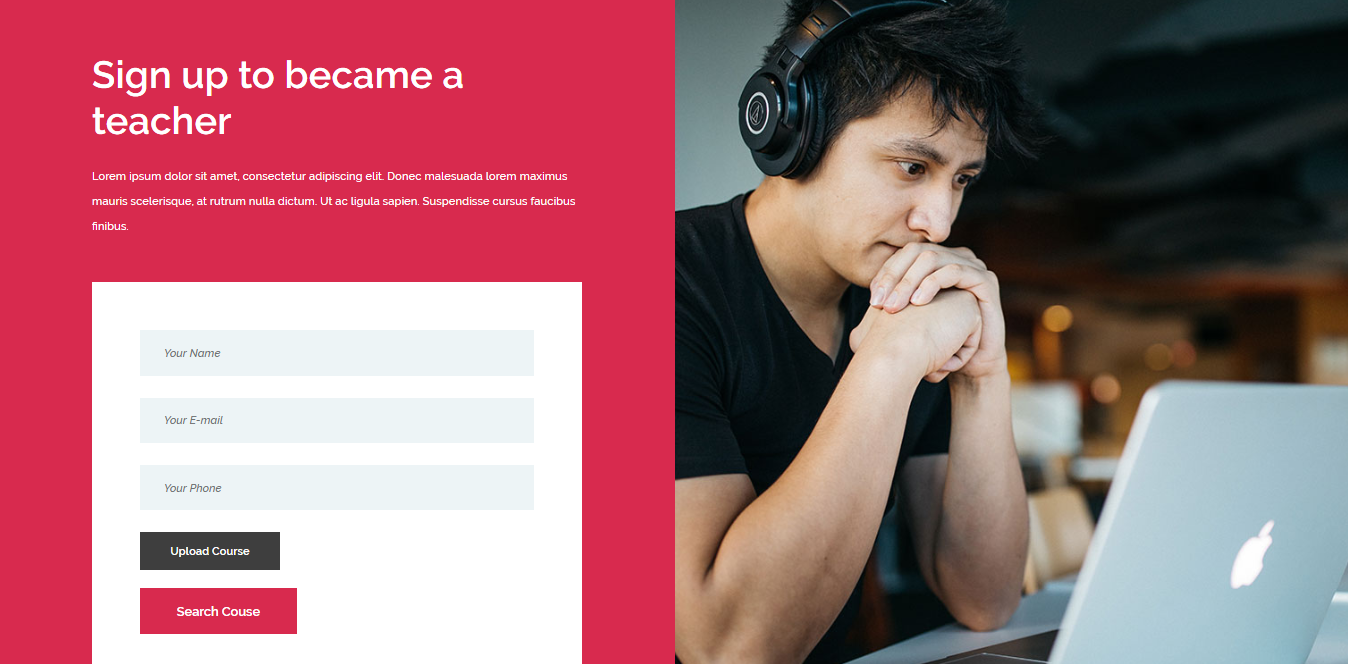 Sign up to became a
teacher
Lorem ipsum dolor sit amet, consectetur adipiscing elit. Donec malesuada lorem maximus
mauris scelerisque, at rutrum nulla dictum. Ut ac ligula sapien. Suspendisse cursus faucibus
finibus.
Your Name
Your E-mail
Your Phone
Upload Course
Search Couse